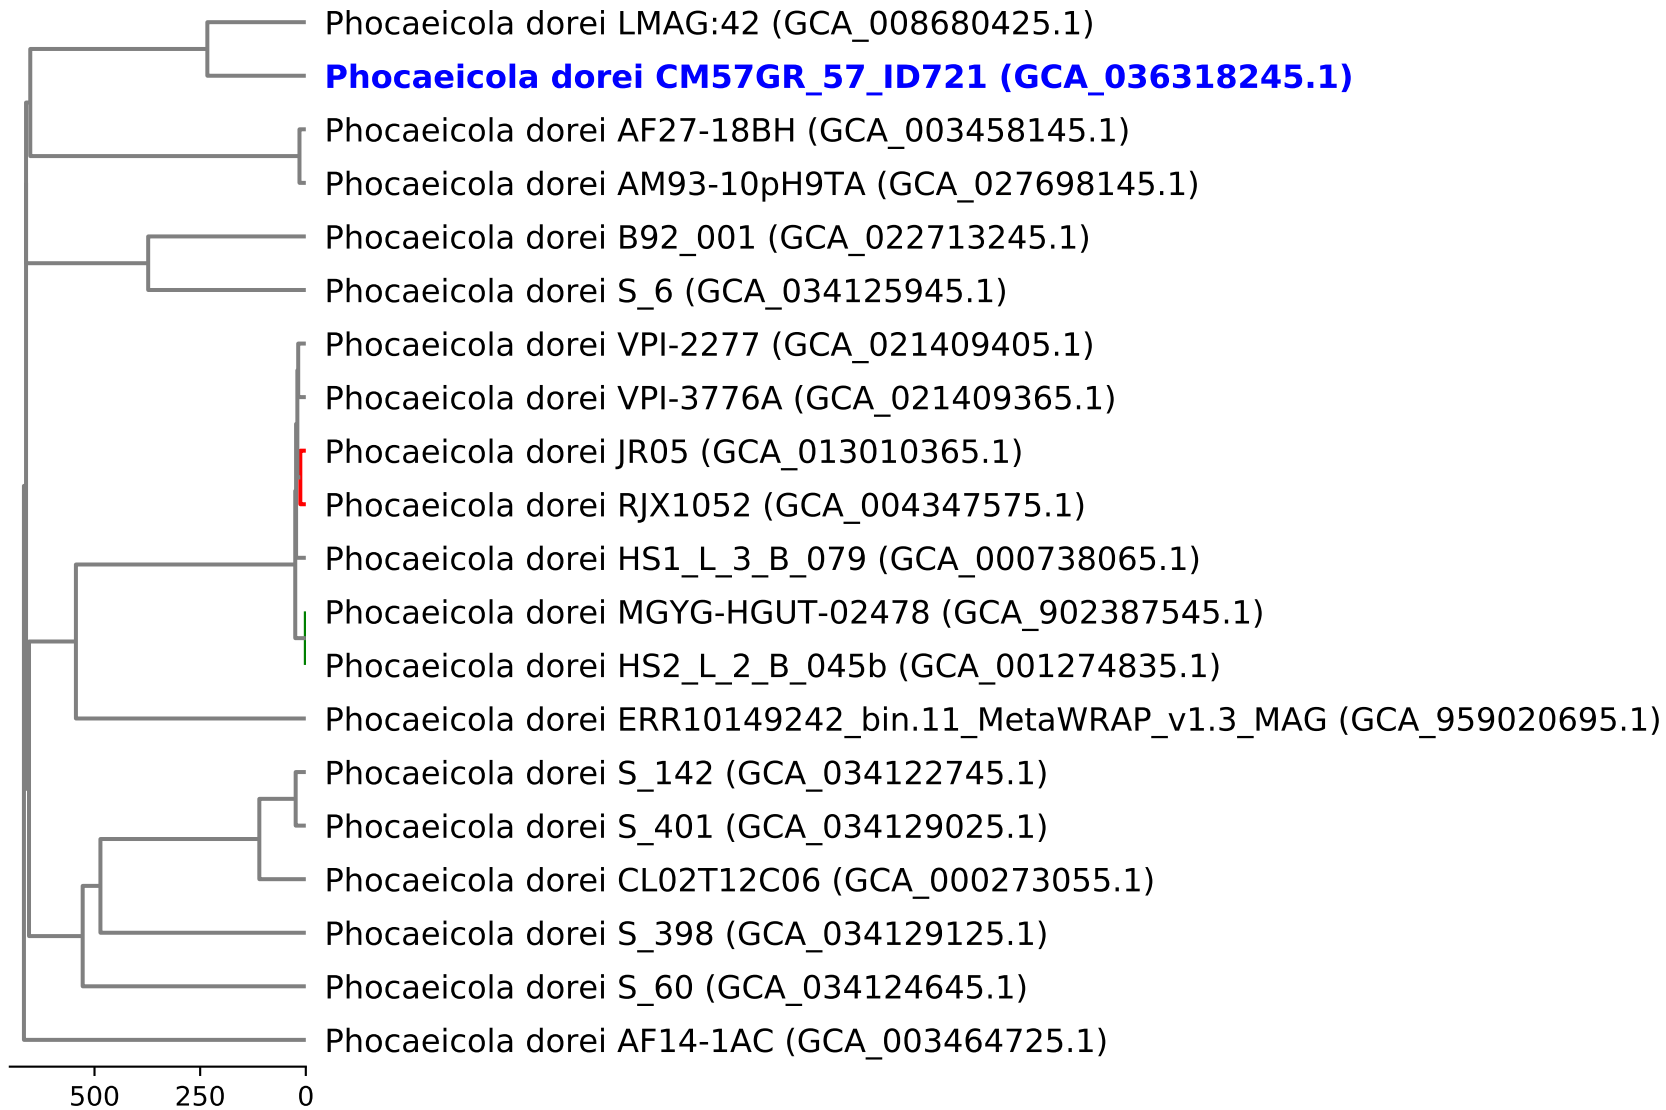 Phocaeicola dorei LMAG:42 (GCA_008680425.1)
Phocaeicola dorei CM57GR_57_ID721 (GCA_036318245.1)
Phocaeicola dorei AF27-18BH (GCA_003458145.1)
Phocaeicola dorei AM93-10pH9TA (GCA_027698145.1)
Phocaeicola dorei B92_001 (GCA_022713245.1)
Phocaeicola dorei S_6 (GCA_034125945.1)
Phocaeicola dorei VPI-2277 (GCA_021409405.1)
Phocaeicola dorei VPI-3776A (GCA_021409365.1)
Phocaeicola dorei JR05 (GCA_013010365.1)
Phocaeicola dorei RJX1052 (GCA_004347575.1)
Phocaeicola dorei HS1_L_3_B_079 (GCA_000738065.1)
Phocaeicola dorei MGYG-HGUT-02478 (GCA_902387545.1)
Phocaeicola dorei HS2_L_2_B_045b (GCA_001274835.1)
Phocaeicola dorei ERR10149242_bin.11_MetaWRAP_v1.3_MAG (GCA_959020695.1)
Phocaeicola dorei S_142 (GCA_034122745.1)
Phocaeicola dorei S_401 (GCA_034129025.1)
Phocaeicola dorei CL02T12C06 (GCA_000273055.1)
Phocaeicola dorei S_398 (GCA_034129125.1)
Phocaeicola dorei S_60 (GCA_034124645.1)
Phocaeicola dorei AF14-1AC (GCA_003464725.1)
500 250 0